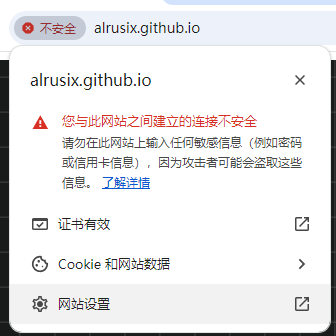 不安全 alrusix.github.io
alrusix.github.io
您与此网站之间建立的连接不安全
请勿在此网站上输入任何敏感信息（例如密码
或信用卡信息），因为攻击者可能会盗取这些
信息。 了解详情
证书有效
Cookie 和网站数据
网站设置